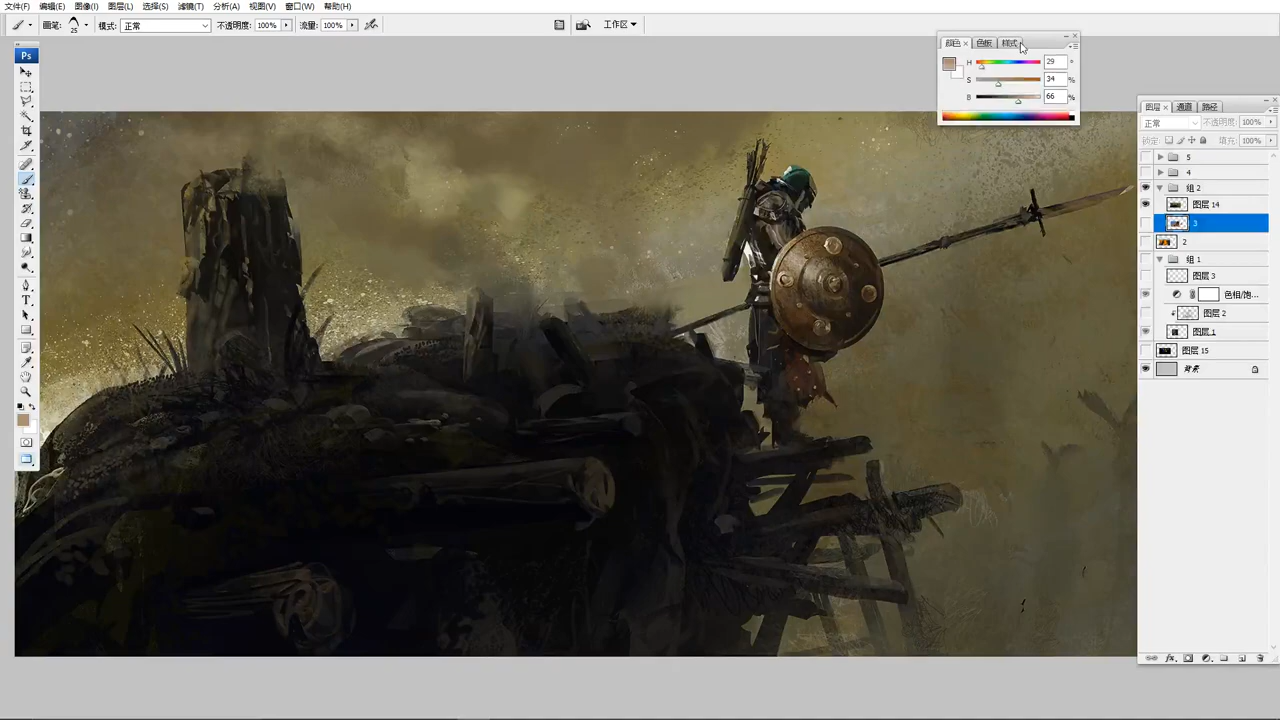 文件(F) 编辑(E) 图像(I) 图层(L) 选择(S) 滤镜(T) 分析(A) 视图(V) 窗口(W) 帮助(H)
画笔: 25 模式: 正常 不透明度: 100% 流量: 100% 工作区
颜色 色板 样式
Ps
H 29 °
S 34 %
B 66 %
图层 通道 路径
正常 不透明度: 100%
锁定: 填充: 100%
5
4
组 2
图层 14
3
2
组 1
图层 3
色相/饱...
图层 2
图层 1
图层 15
背景